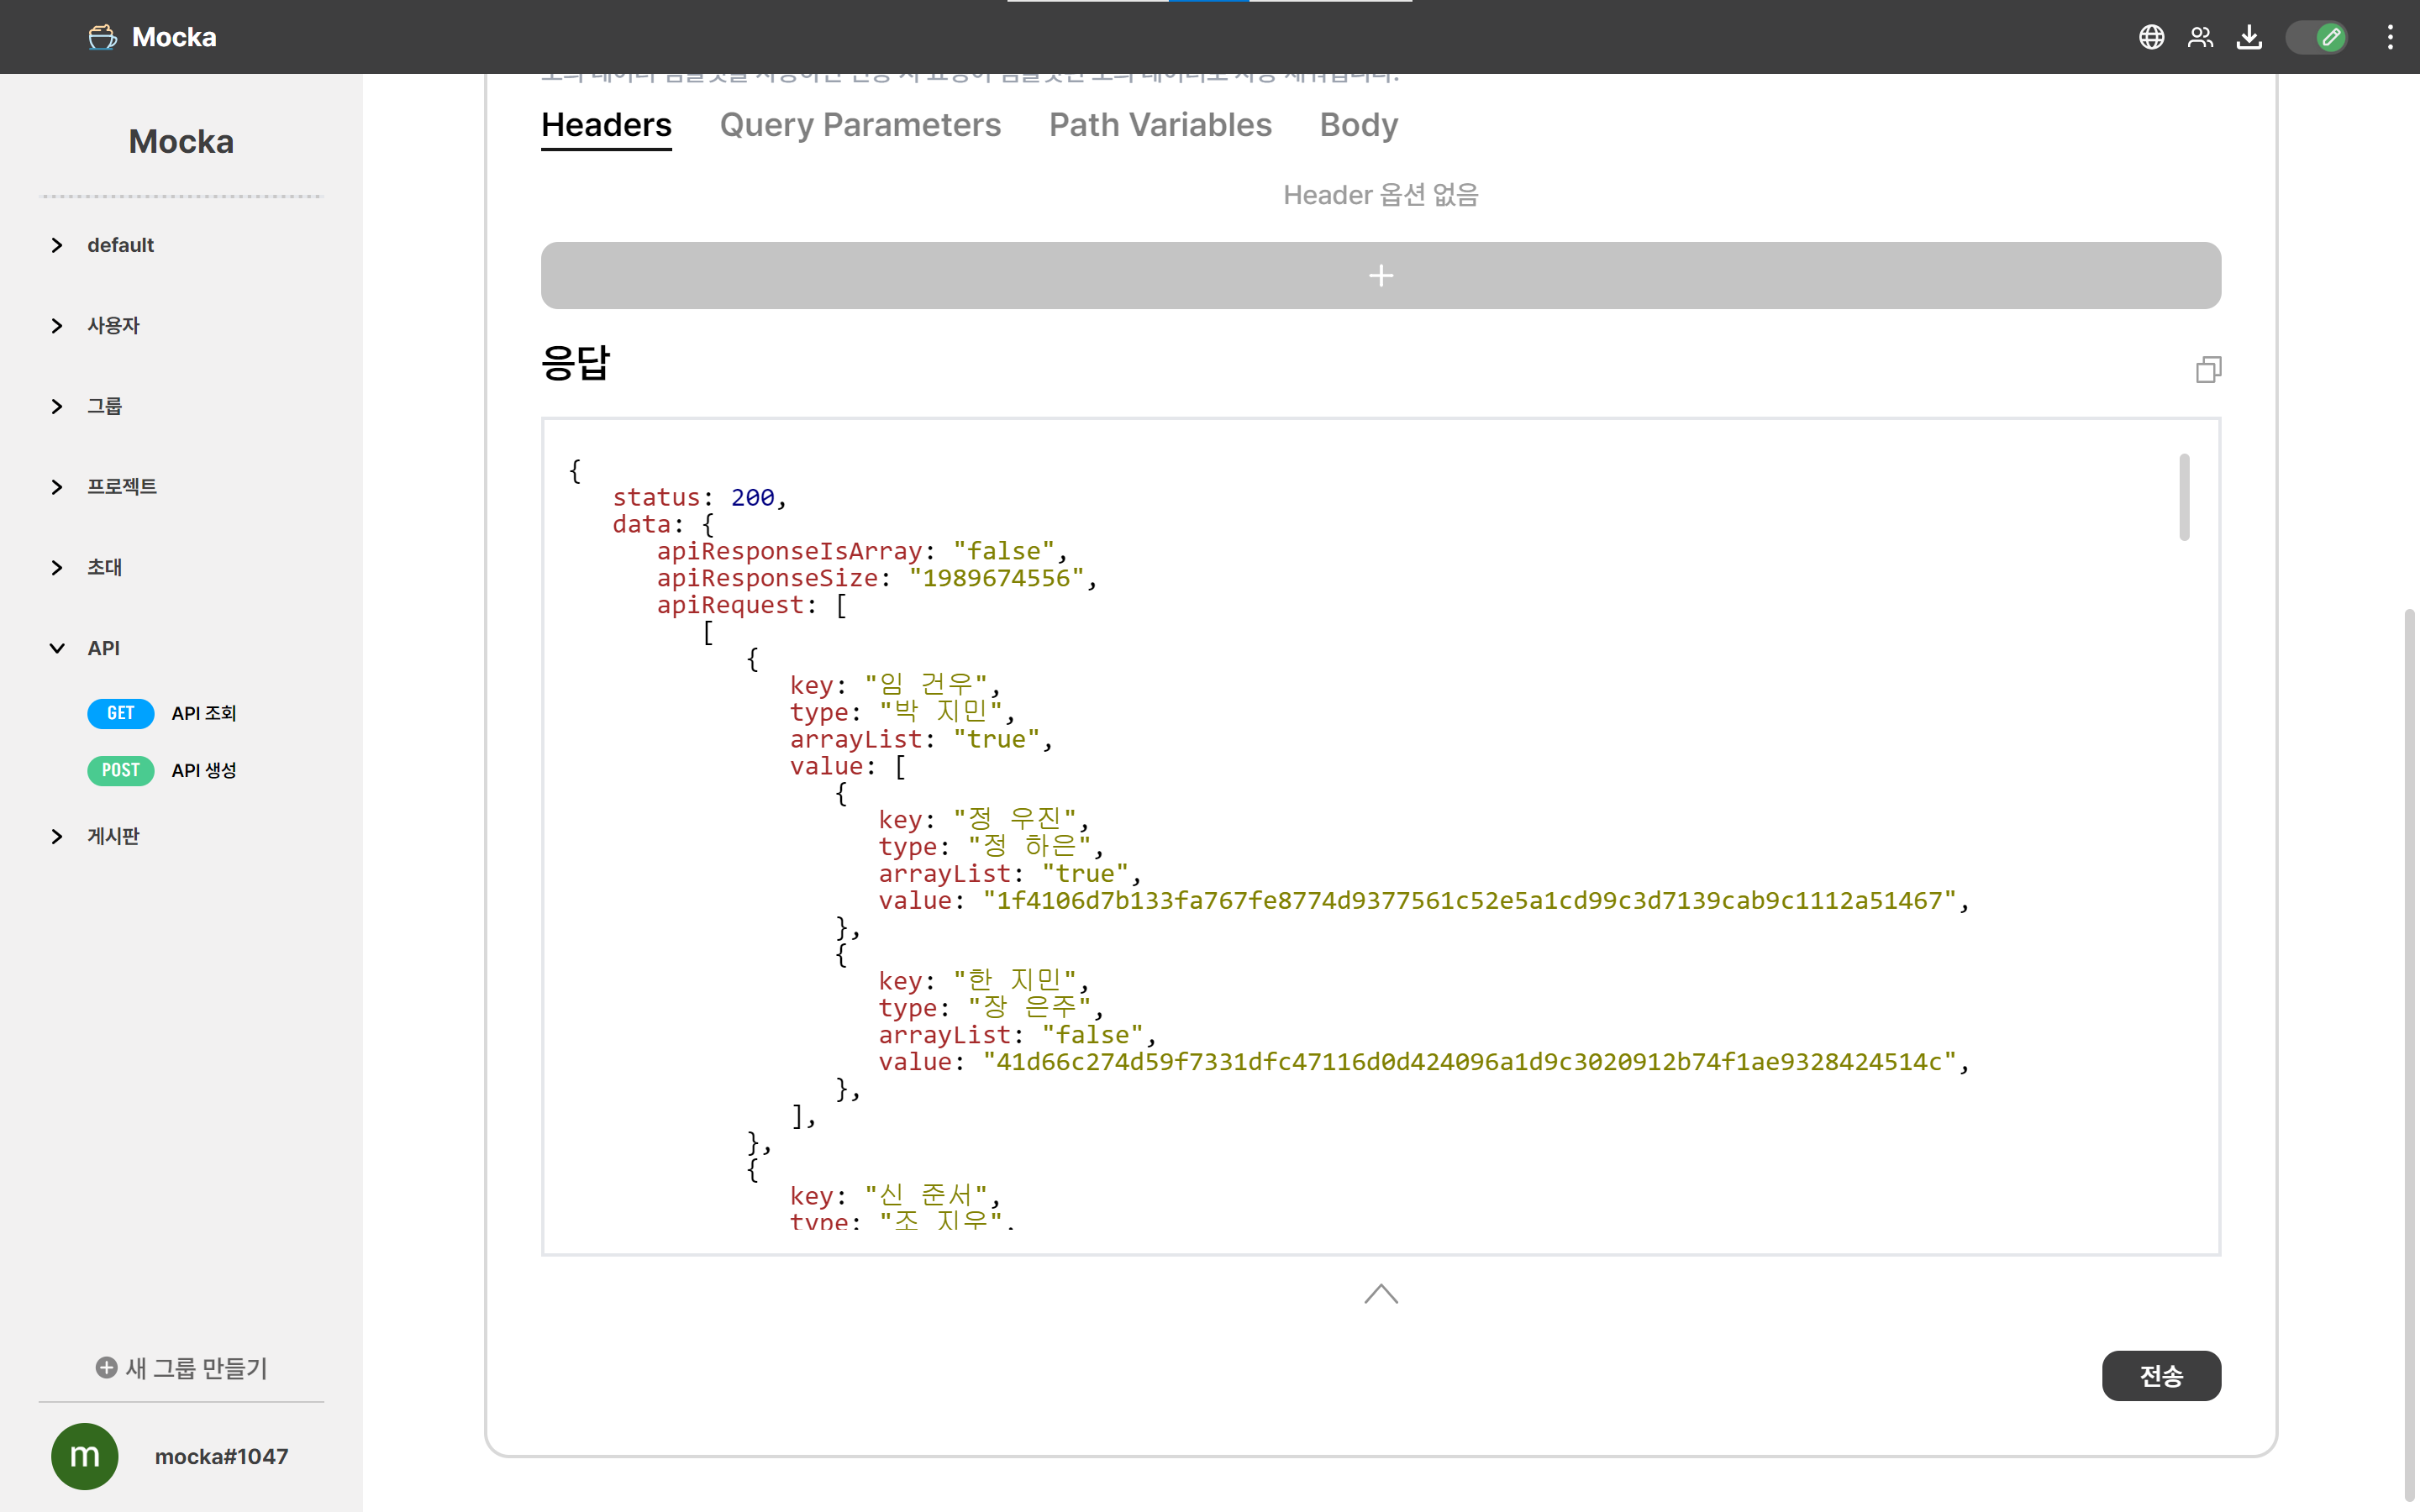 Mocka
Mocka
default
사용자
그룹
프로젝트
초대
API
GET API 조회
POST API 생성
게시판
새 그룹 만들기
m mocka#1047
Headers Query Parameters Path Variables Body
Header 옵션 없음
+
응답
{
status: 200,
data: {
apiResponseIsArray: "false",
apiResponseSize: "1989674556",
apiRequest: [
[
{
key: "임 건우",
type: "박 지민",
arrayList: "true",
value: [
{
key: "정 우진",
type: "정 하은",
arrayList: "true",
value: "1f4106d7b133fa767fe8774d9377561c52e5a1cd99c3d7139cab9c1112a51467",
},
{
key: "한 지민",
type: "장 은주",
arrayList: "false",
value: "41d66c274d59f7331dfc47116d0d424096a1d9c3020912b74f1ae9328424514c",
},
],
},
{
key: "신 준서",
type: "조 지우",
전송